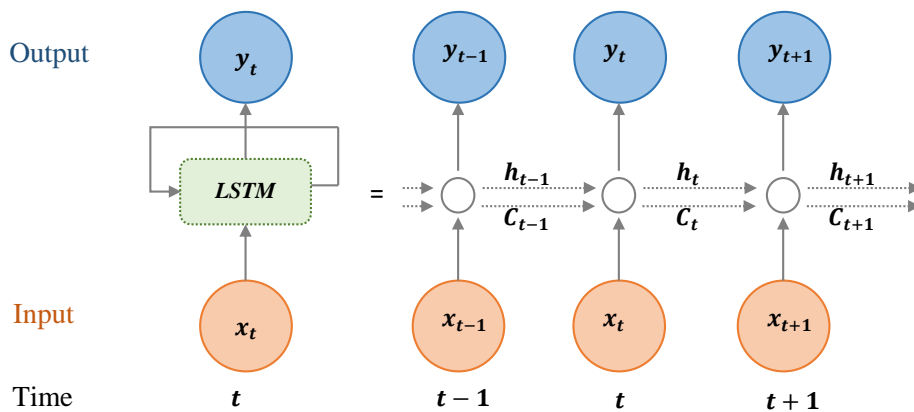 Output y_t y_{t-1} y_t y_{t+1}
LSTM = h_{t-1} h_t h_{t+1}
C_{t-1} C_t C_{t+1}
Input x_t x_{t-1} x_t x_{t+1}
Time t t − 1 t t + 1